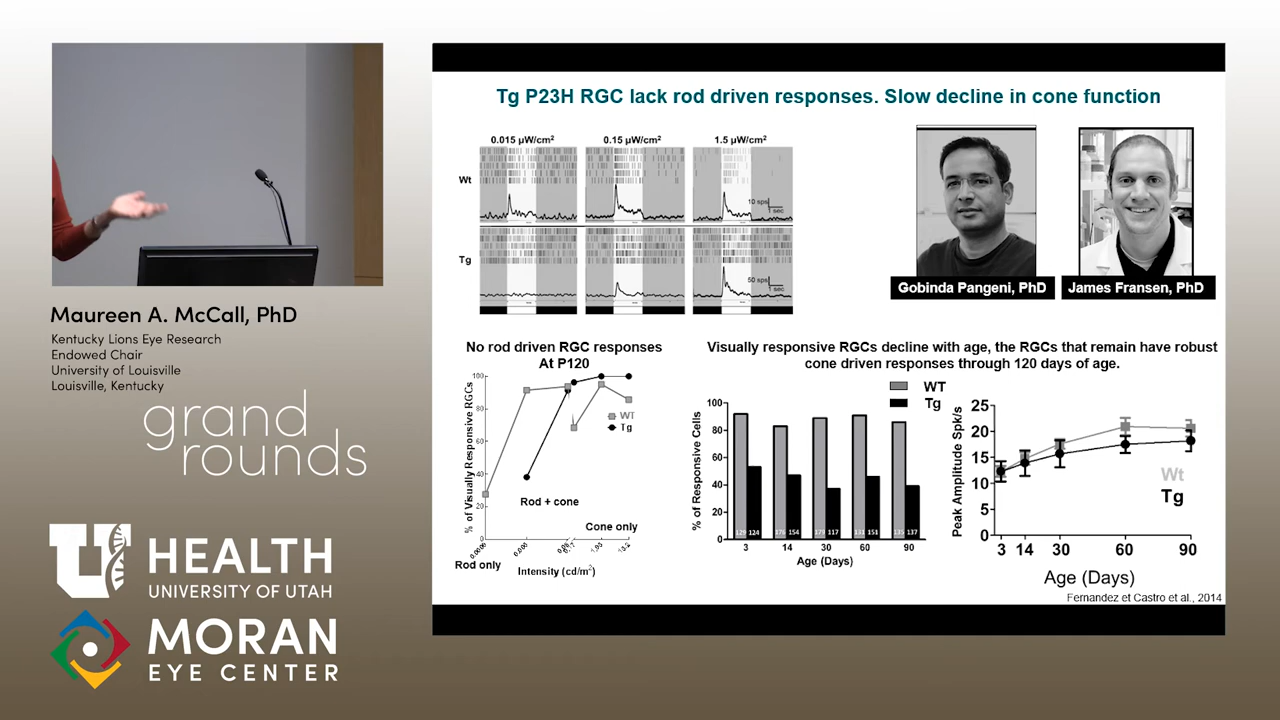 Tg P23H RGC lack rod driven responses. Slow decline in cone function
0.015 µW/cm²
0.15 µW/cm²
1.5 µW/cm²
Wt
10 sps
1 sec
Tg
50 sps
1 sec
Gobinda Pangeni, PhD
James Fransen, PhD
Maureen A. McCall, PhD
Kentucky Lions Eye Research
Endowed Chair
University of Louisville
Louisville, Kentucky
grand
rounds
No rod driven RGC responses
At P120
% of Visually Responsive RGCs
100
80
60
40
20
0
WT
Tg
Rod + cone
Cone only
Rod only
Intensity (cd/m²)
Visually responsive RGCs decline with age, the RGCs that remain have robust
cone driven responses through 120 days of age.
WT
Tg
% of Responsive Cells
100
80
60
40
20
0
124
154
179
117
131
151
137
3
14
30
60
90
Age (Days)
Peak Amplitude Spk/s
25
20
15
10
5
0
Wt
Tg
3
14
30
60
90
Age (Days)
Fernandez et Castro et al., 2014
U
HEALTH
UNIVERSITY OF UTAH
MORAN
EYE CENTER